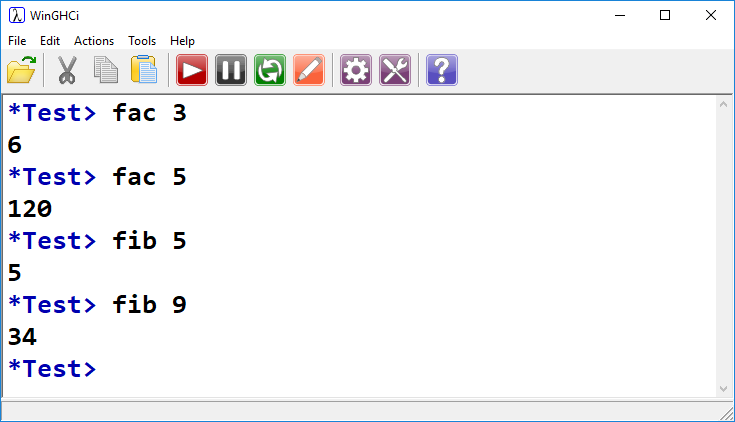 WinGHCi
File Edit Actions Tools Help
*Test> fac 3
6
*Test> fac 5
120
*Test> fib 5
5
*Test> fib 9
34
*Test>